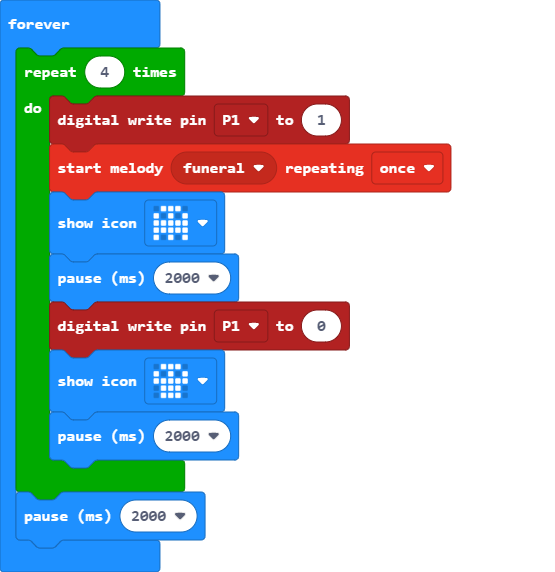 forever
repeat 4 times
do
digital write pin P1 to 1
start melody funeral repeating once
show icon
pause (ms) 2000
digital write pin P1 to 0
show icon
pause (ms) 2000
pause (ms) 2000